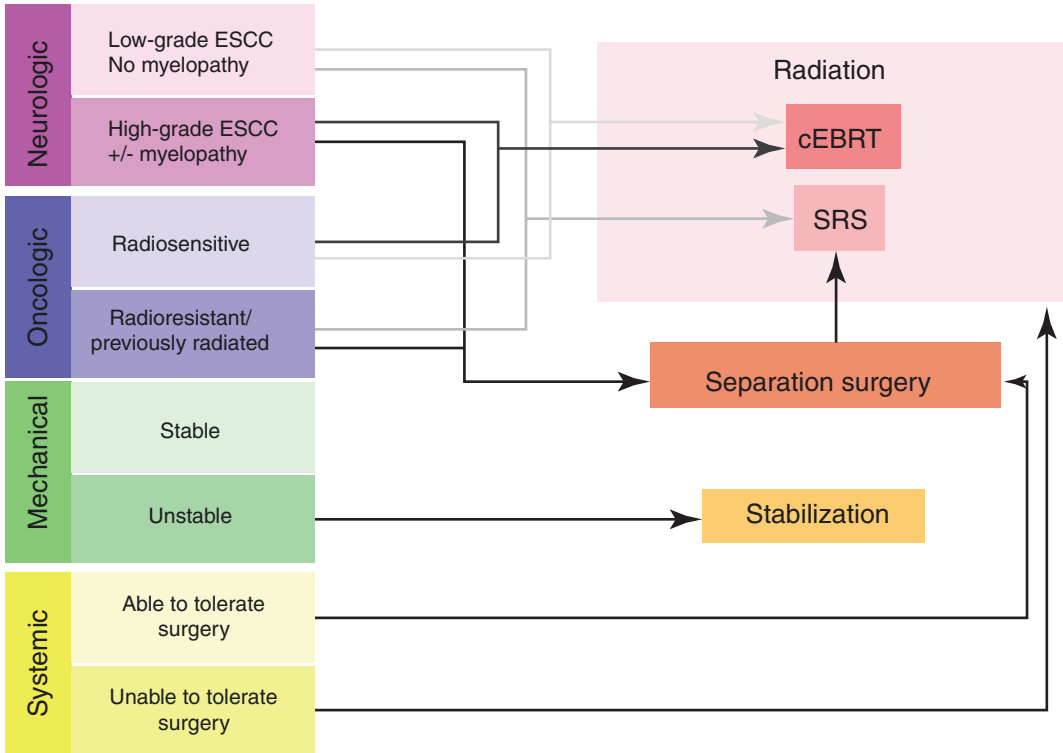 Neurologic
Low-grade ESCC
No myelopathy
High-grade ESCC
+/- myelopathy
Oncologic
Radiosensitive
Radioresistant/
previously radiated
Mechanical
Stable
Unstable
Systemic
Able to tolerate
surgery
Unable to tolerate
surgery
Radiation
cEBRT
SRS
Separation surgery
Stabilization